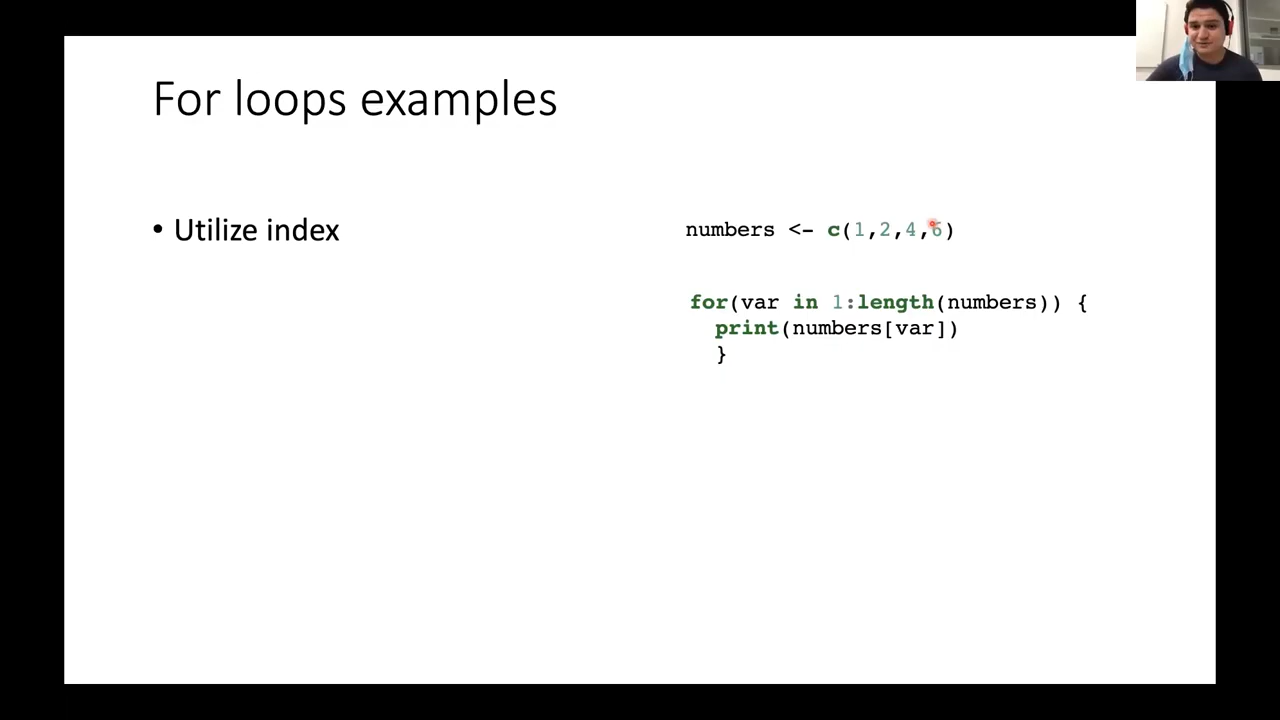 For loops examples
• Utilize index
numbers <- c(1,2,4,6)
for(var in 1:length(numbers)) {
print(numbers[var])
}